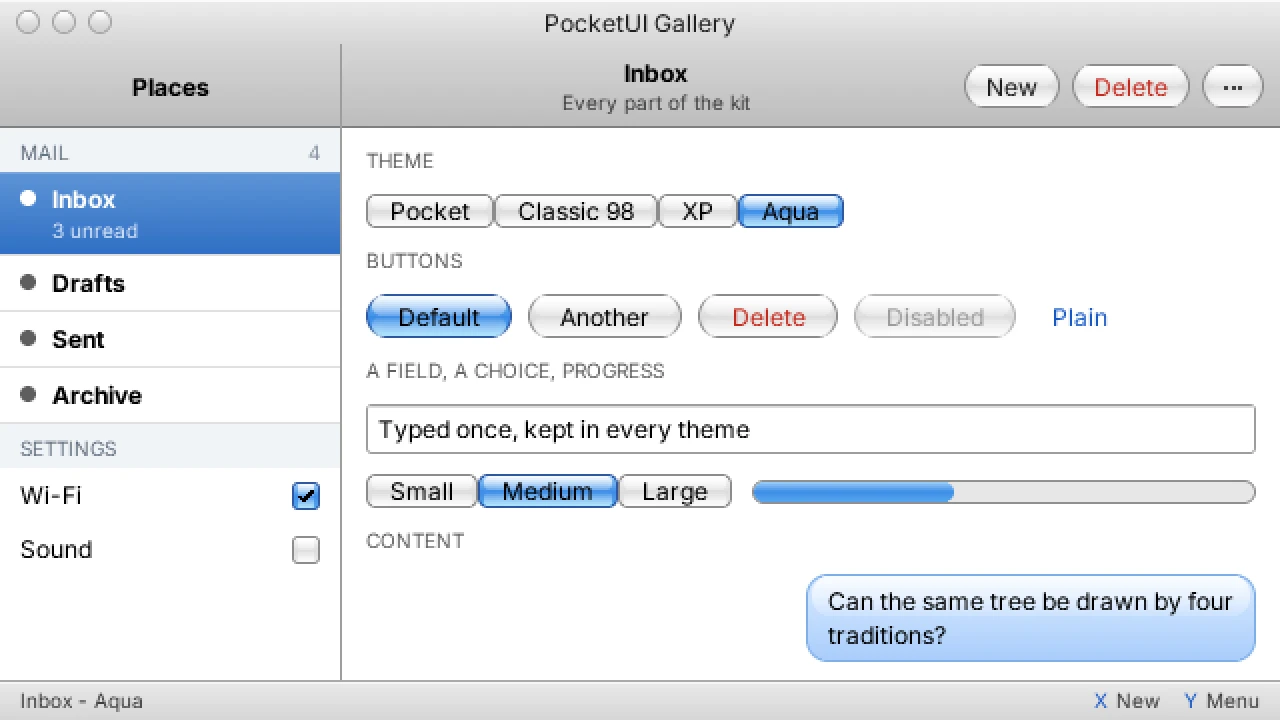 PocketUI Gallery
Places
Inbox
Every part of the kit
New
Delete
...
MAIL 4
Inbox
3 unread
Drafts
Sent
Archive
SETTINGS
Wi-Fi
Sound
THEME
Pocket Classic 98 XP Aqua
BUTTONS
Default Another Delete Disabled Plain
A FIELD, A CHOICE, PROGRESS
Typed once, kept in every theme
Small Medium Large
CONTENT
Can the same tree be drawn by four
traditions?
Inbox - Aqua
X New Y Menu